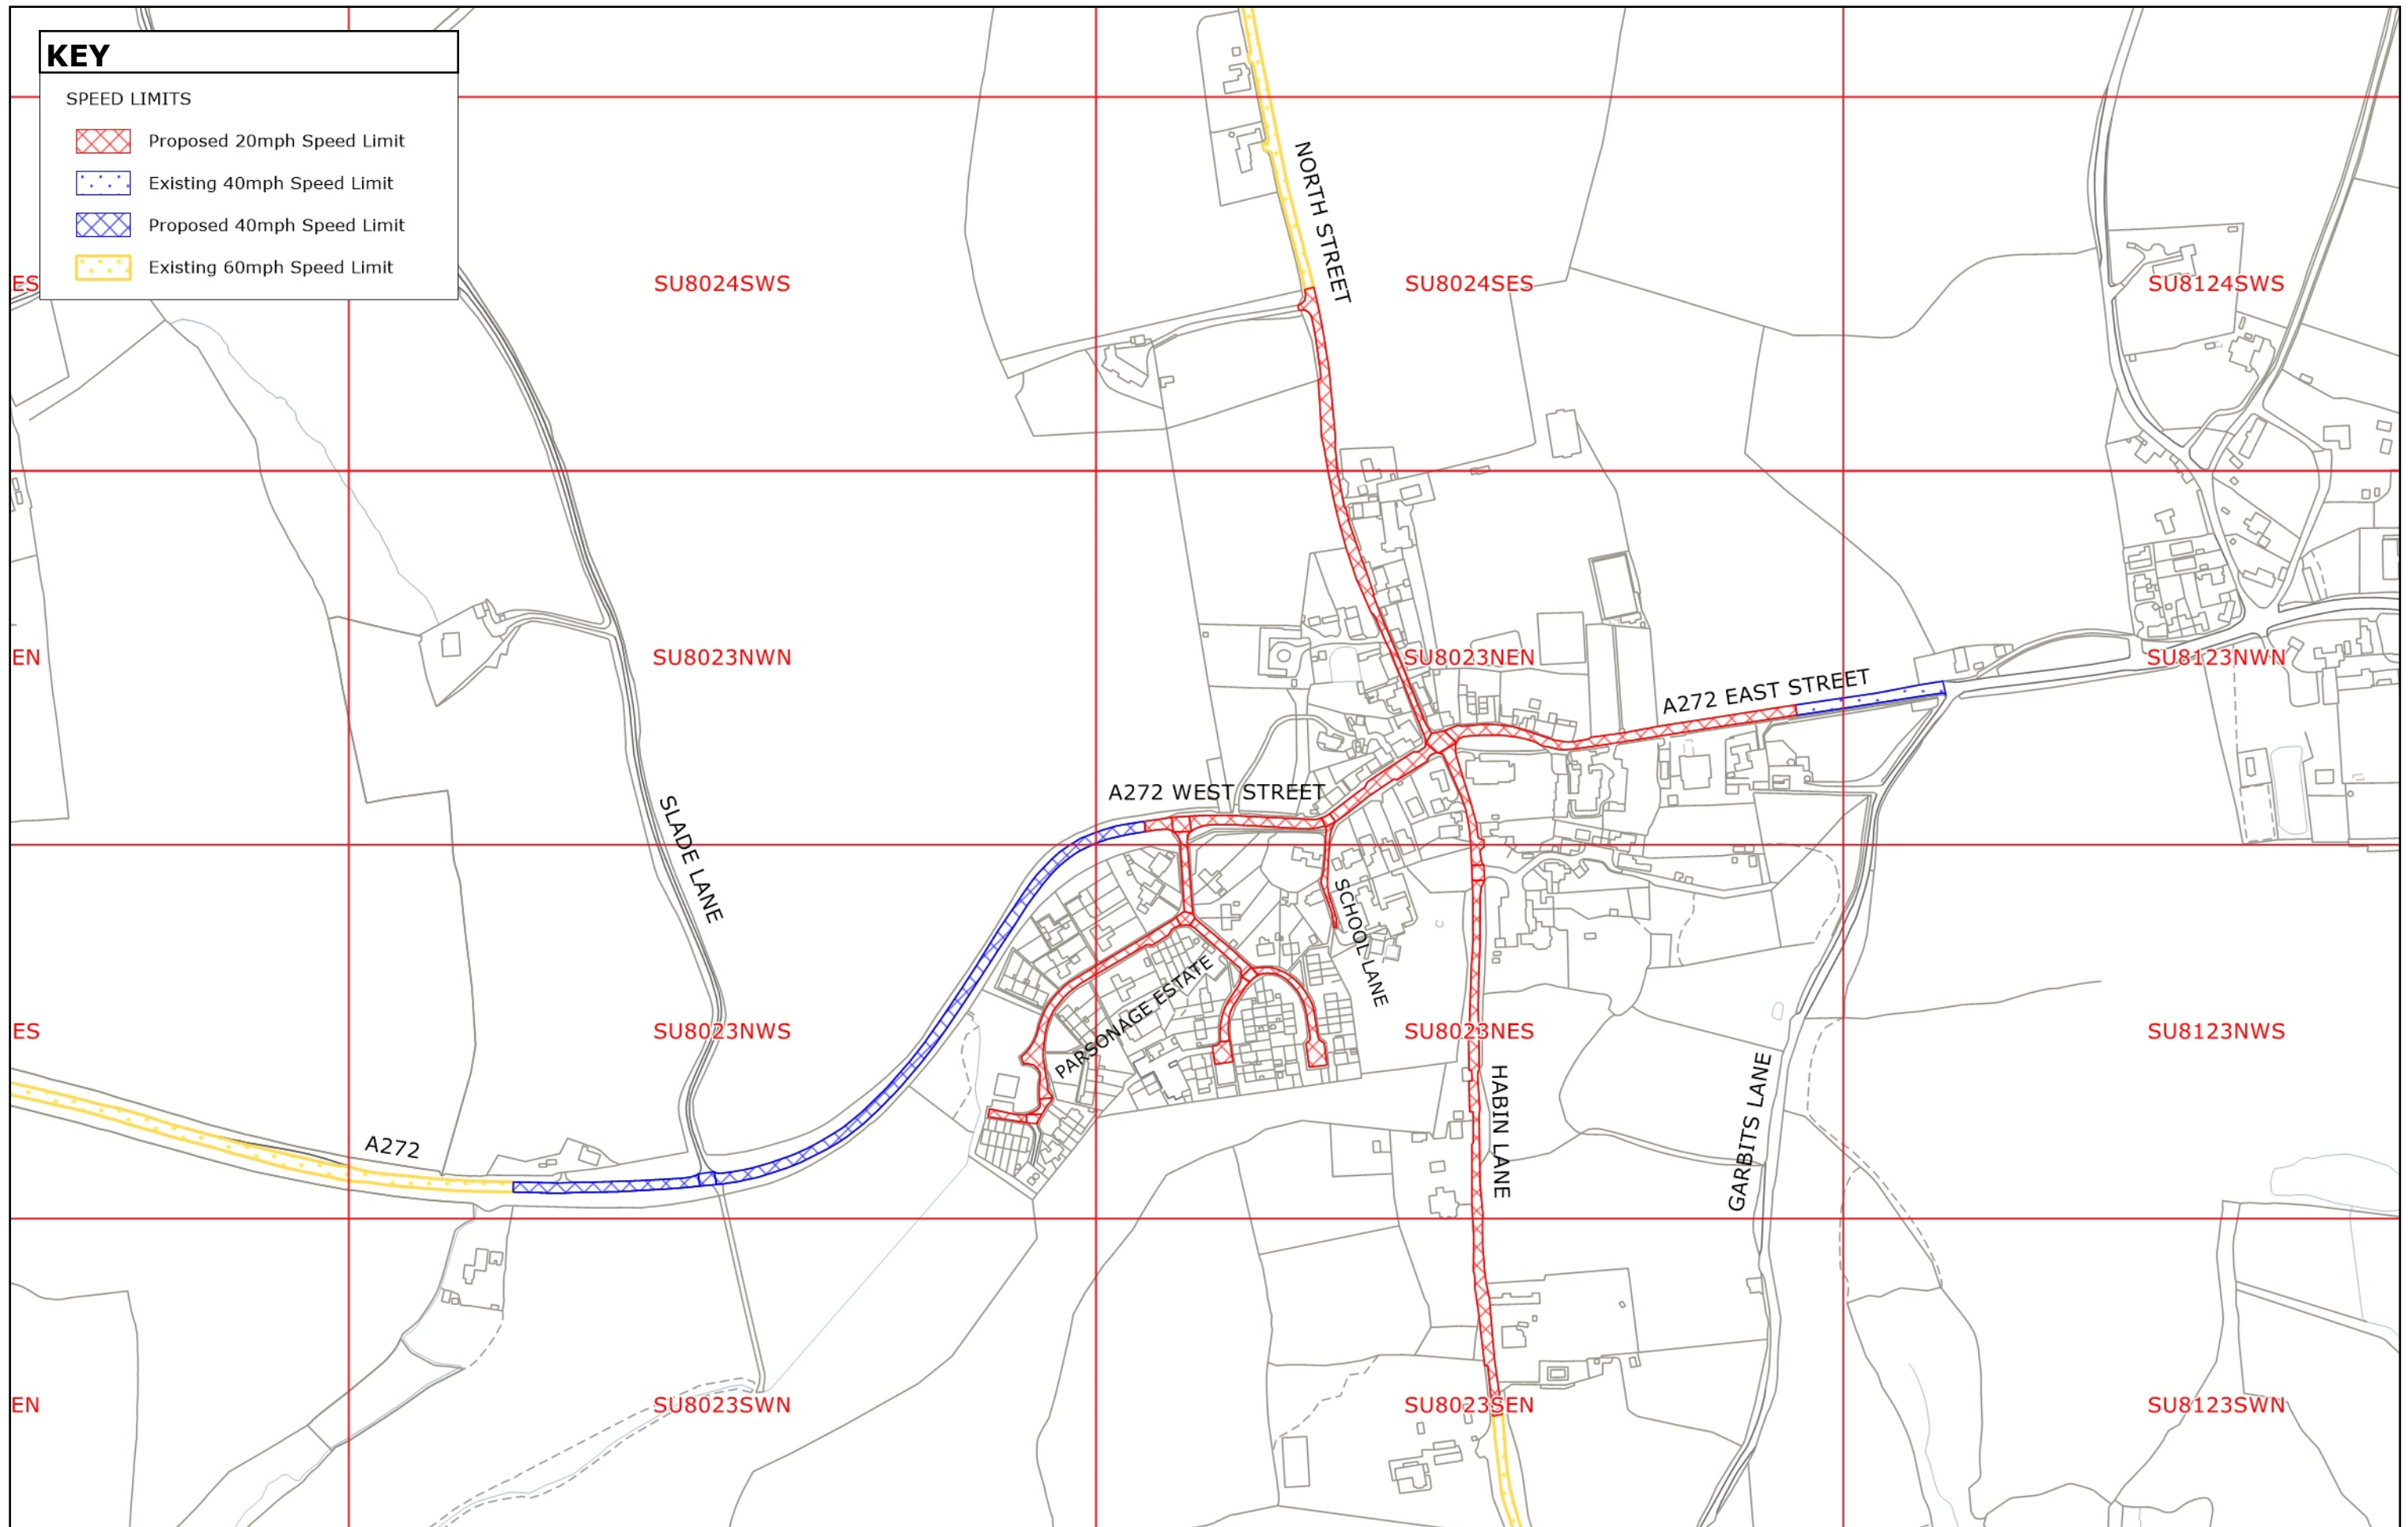 KEY
SPEED LIMITS
Proposed 20mph Speed Limit
Existing 40mph Speed Limit
Proposed 40mph Speed Limit
Existing 60mph Speed Limit
NORTH STREET
ES
SU8024SWS
SU8024SES
SU8124SWS
EN
SU8023NWN
SU8023NEN
SU8123NWN
A272 EAST STREET
A272 WEST STREET
SLADE LANE
SCHOOL LANE
PARSONAGE ESTATE
ES
SU8023NWS
SU8023NES
SU8123NWS
HABIN LANE
GARBITS LANE
A272
EN
SU8023SWN
SU8023SEN
SU8123SWN